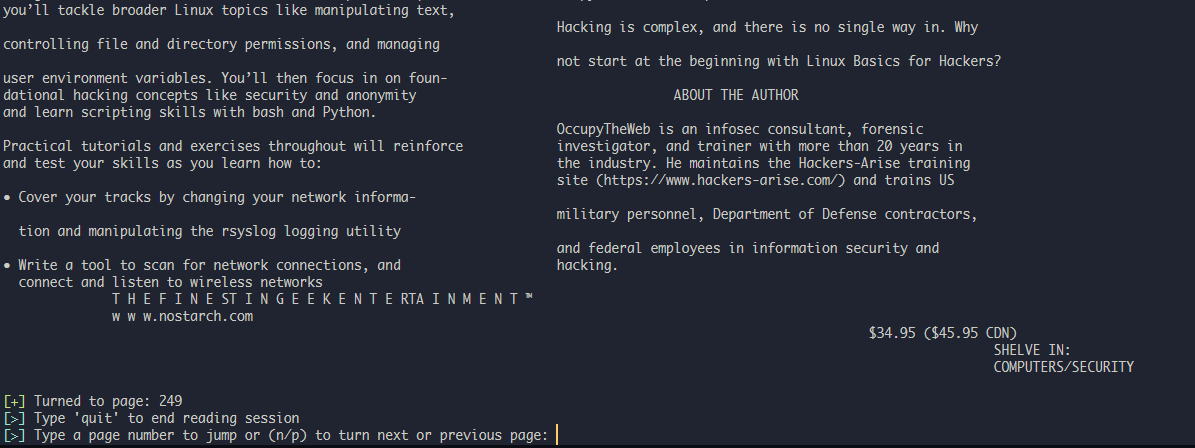 you’ll tackle broader Linux topics like manipulating text,
controlling file and directory permissions, and managing
user environment variables. You’ll then focus in on foun-
dational hacking concepts like security and anonymity
and learn scripting skills with bash and Python.
Practical tutorials and exercises throughout will reinforce
and test your skills as you learn how to:
• Cover your tracks by changing your network informa-
tion and manipulating the rsyslog logging utility
• Write a tool to scan for network connections, and
connect and listen to wireless networks
T H E F I N E ST I N G E E K E N T E RTA I N M E N T ™
w w w.nostarch.com
Hacking is complex, and there is no single way in. Why
not start at the beginning with Linux Basics for Hackers?
ABOUT THE AUTHOR
OccupyTheWeb is an infosec consultant, forensic
investigator, and trainer with more than 20 years in
the industry. He maintains the Hackers-Arise training
site (https://www.hackers-arise.com/) and trains US
military personnel, Department of Defense contractors,
and federal employees in information security and
hacking.
$34.95 ($45.95 CDN)
SHELVE IN:
COMPUTERS/SECURITY
[+] Turned to page: 249
[>] Type 'quit' to end reading session
[>] Type a page number to jump or (n/p) to turn next or previous page: